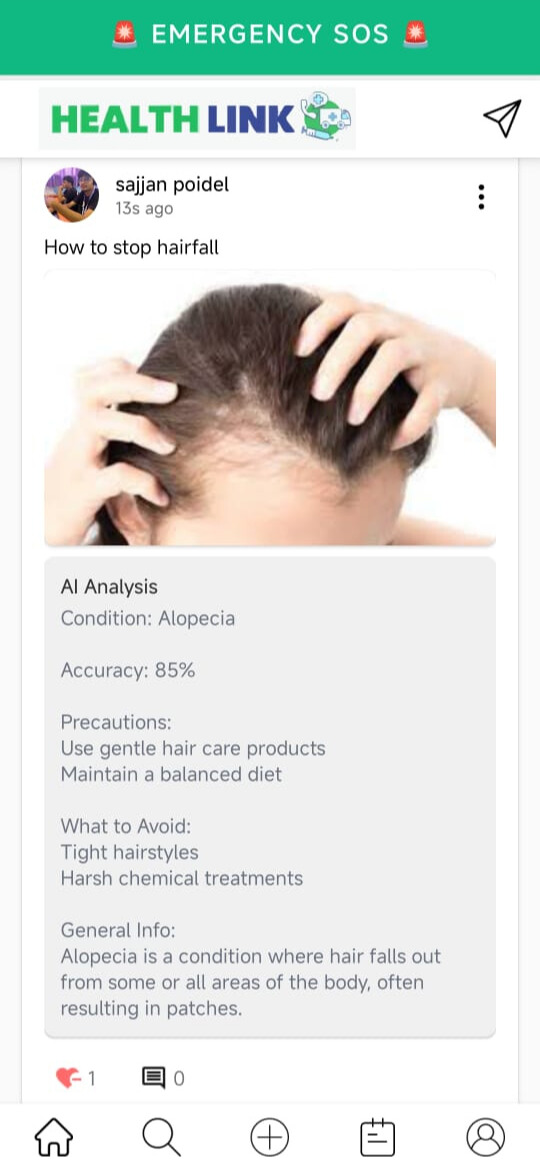 🚨 EMERGENCY SOS 🚨
HEALTH LINK
sajjan poidel
13s ago
How to stop hairfall
AI Analysis
Condition: Alopecia
Accuracy: 85%
Precautions:
Use gentle hair care products
Maintain a balanced diet
What to Avoid:
Tight hairstyles
Harsh chemical treatments
General Info:
Alopecia is a condition where hair falls out
from some or all areas of the body, often
resulting in patches.
1
0